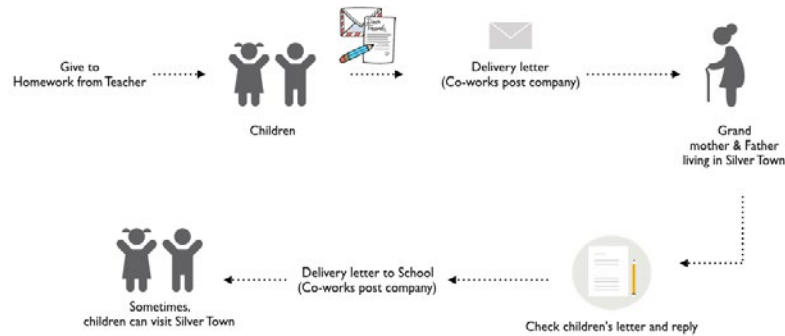 Give to
Homework from Teacher
Children
Delivery letter
(Co-works post company)
Grand
mother & Father
living in Silver Town
Sometimes,
children can visit Silver Town
Delivery letter to School
(Co-works post company)
Check children's letter and reply